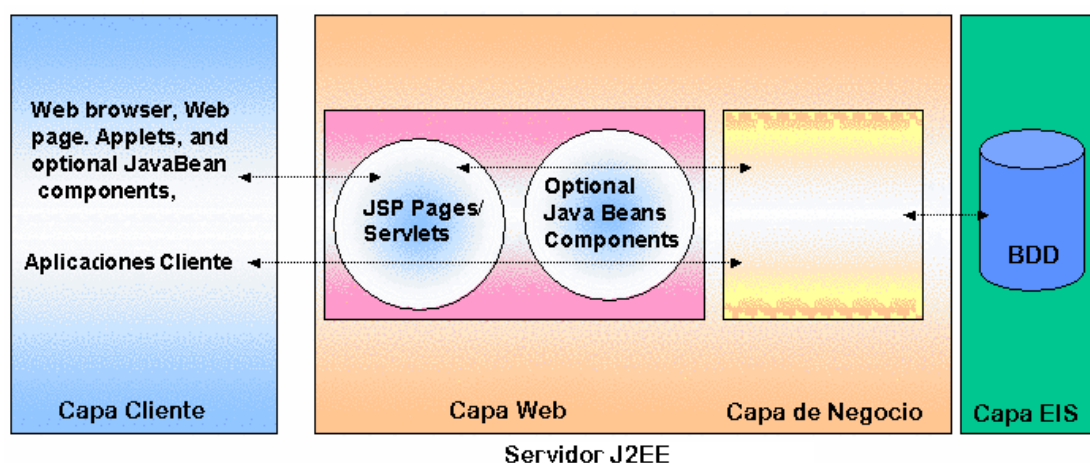 Web browser, Web
page. Applets, and
optional JavaBean
components,
Aplicaciones Cliente
Capa Cliente
JSP Pages/
Servlets
Optional
Java Beans
Components
Capa Web
Capa de Negocio
BDD
Capa EIS
Servidor J2EE